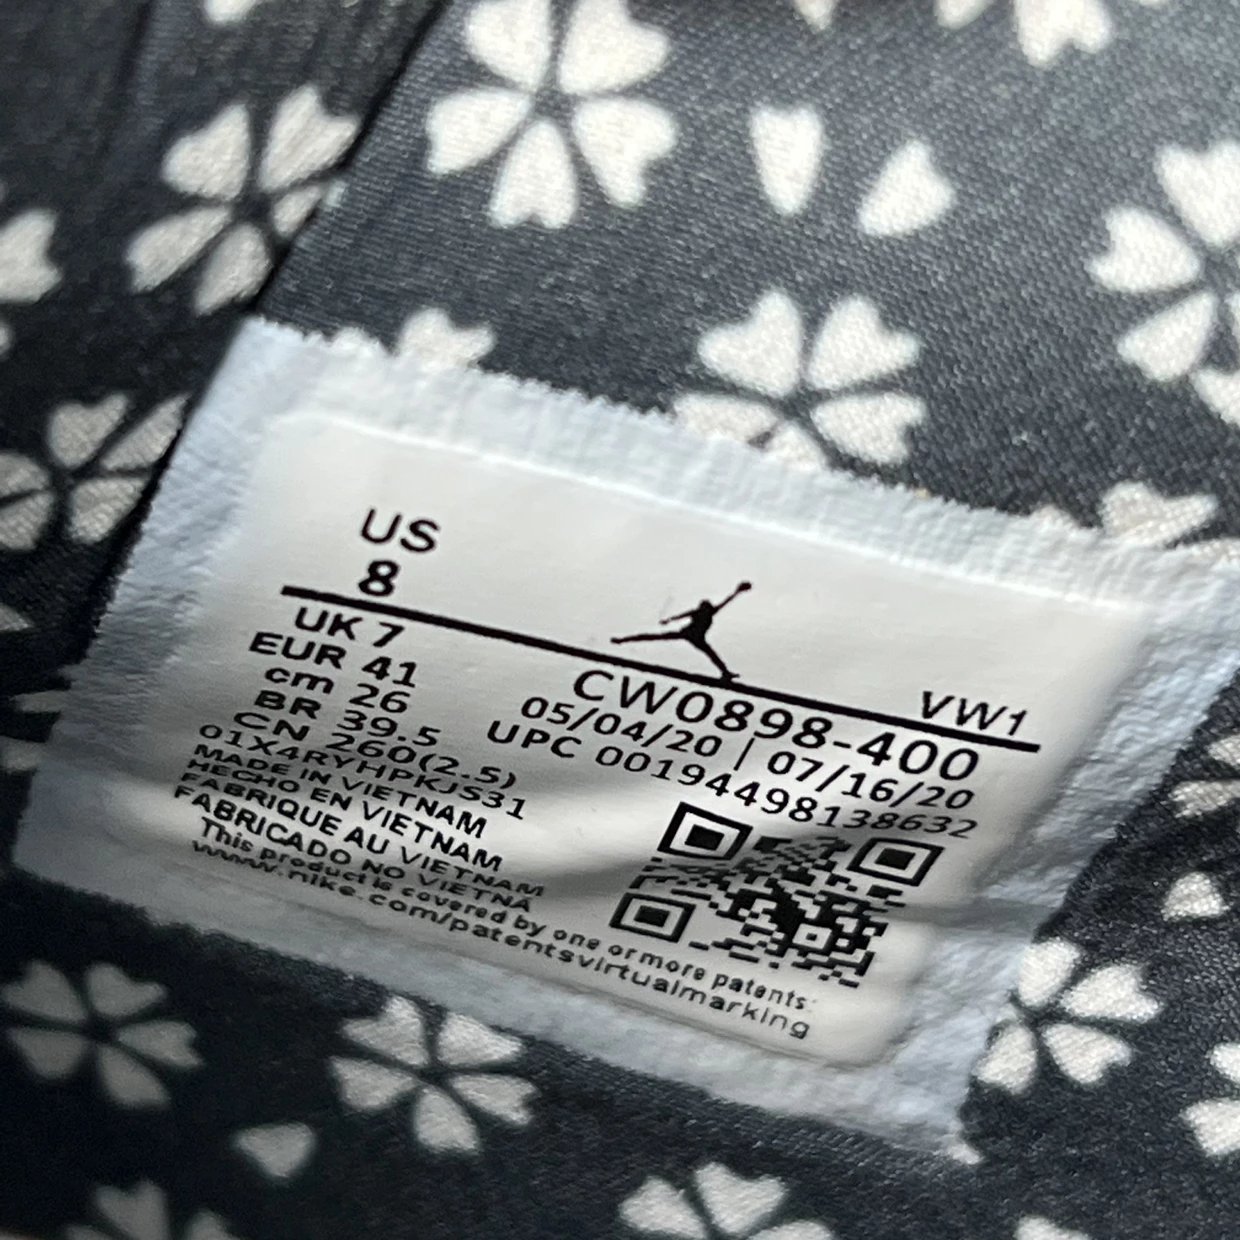 US
8
VW1
UK 7
EUR 41
cm 26
BR 39.5
CN 260(2.5)
01X4RYHPKJS31
CW0898-400
05/04/20 | 07/16/20
UPC 00194498138632
MADE IN VIETNAM
HECHO EN VIETNAM
FABRIQUE AU VIETNAM
FABRICADO NO VIETNA
This product is covered by one or more patents:
www.nike.com/patentsvirtualmarking